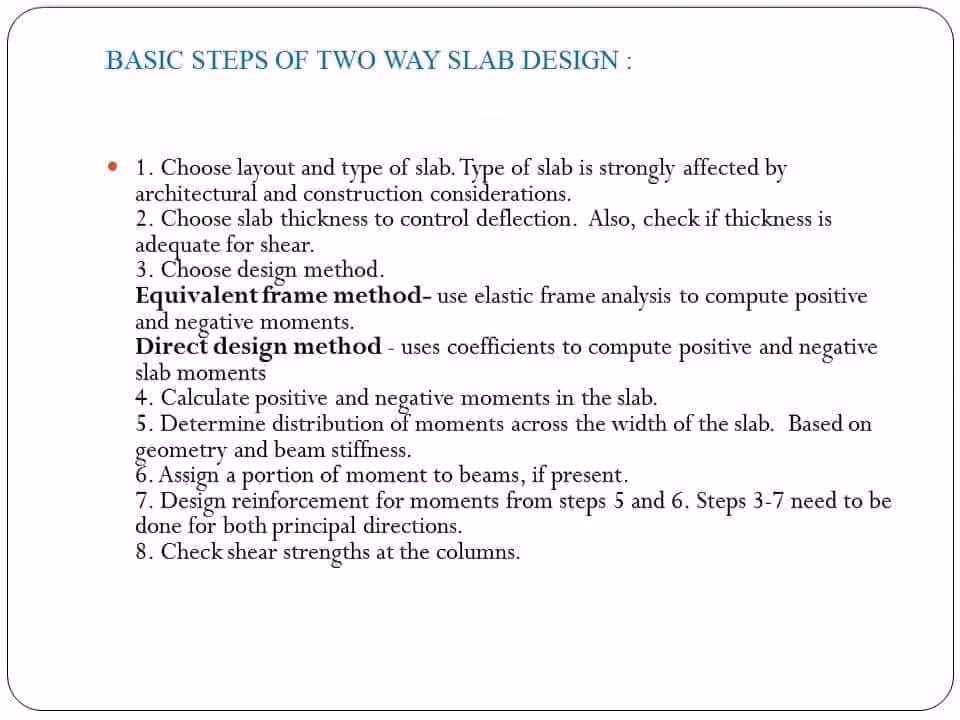 BASIC STEPS OF TWO WAY SLAB DESIGN :
• 1. Choose layout and type of slab. Type of slab is strongly affected by
architectural and construction considerations.
2. Choose slab thickness to control deflection.  Also, check if thickness is
adequate for shear.
3. Choose design method.
Equivalent frame method- use elastic frame analysis to compute positive
and negative moments.
Direct design method - uses coefficients to compute positive and negative
slab moments
4. Calculate positive and negative moments in the slab.
5. Determine distribution of moments across the width of the slab.  Based on
geometry and beam stiffness.
6. Assign a portion of moment to beams, if present.
7. Design reinforcement for moments from steps 5 and 6. Steps 3-7 need to be
done for both principal directions.
8. Check shear strengths at the columns.